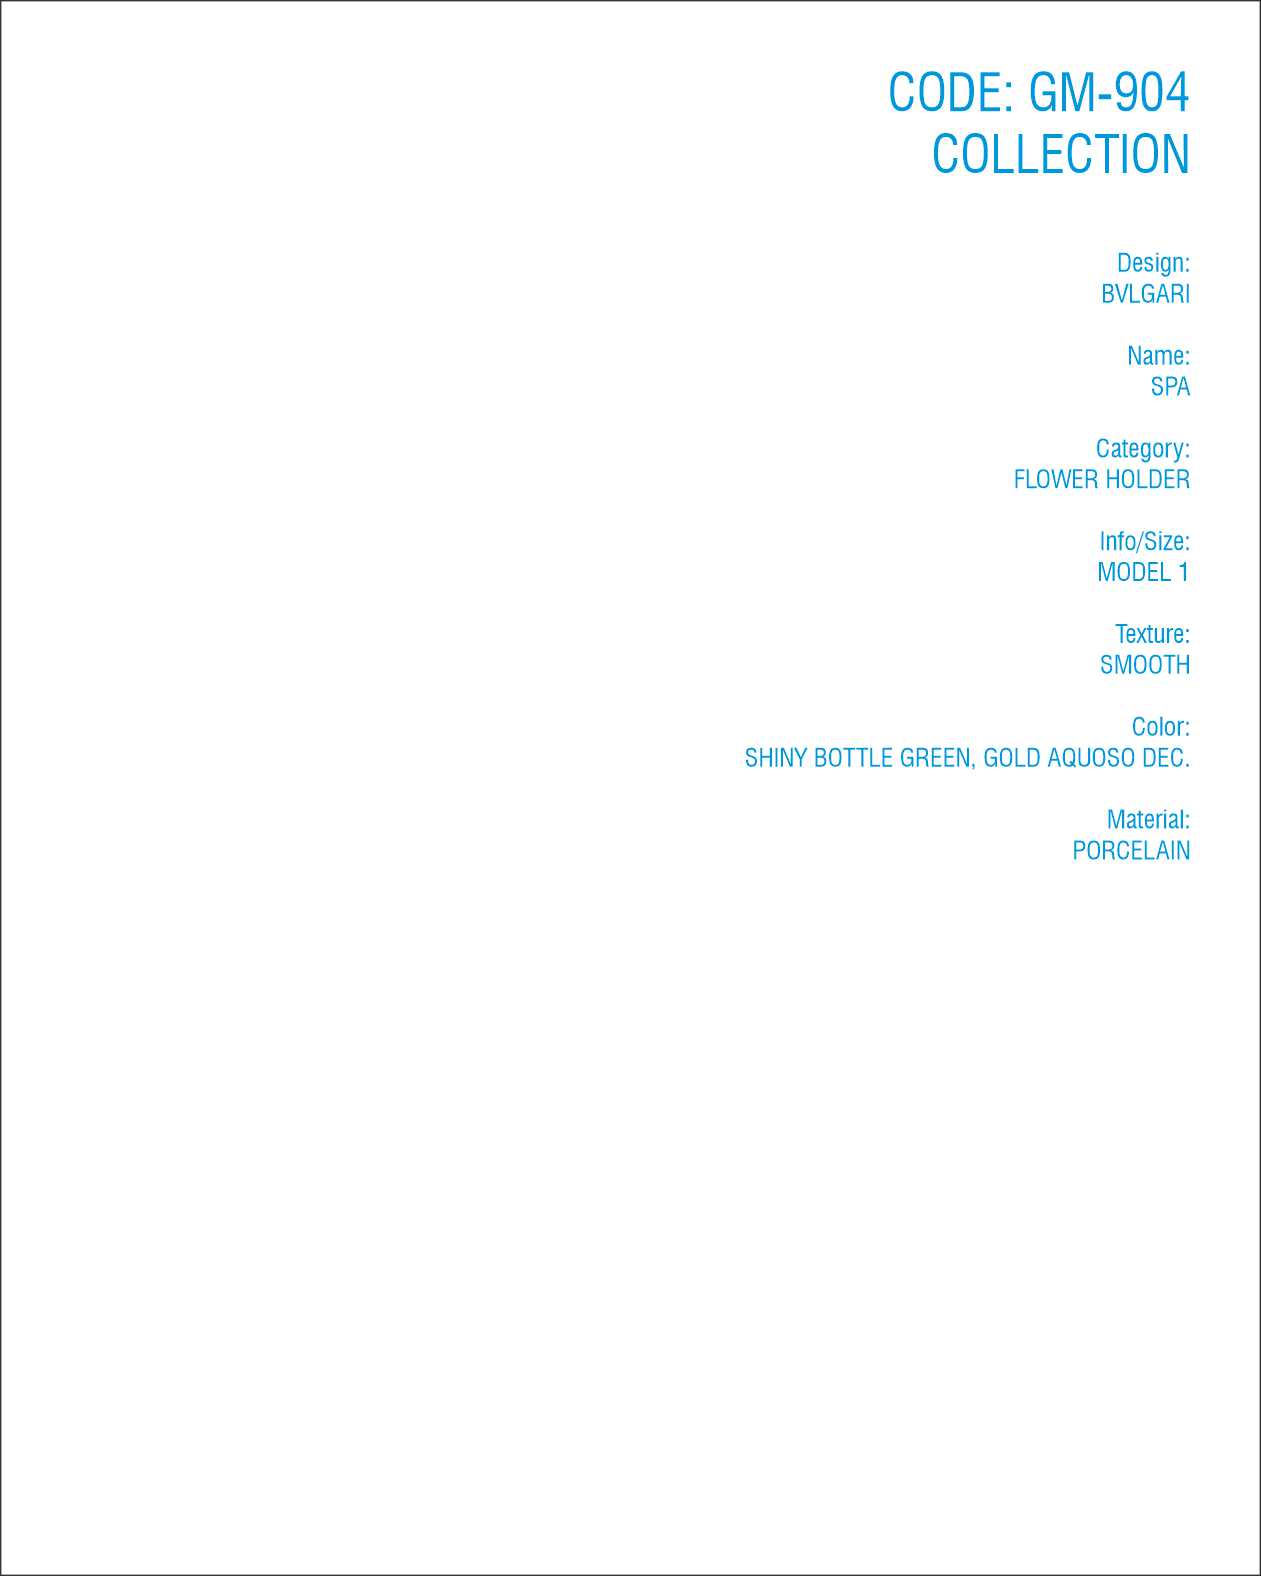 CODE: GM-904
COLLECTION
Design:
BVLGARI
Name:
SPA
Category:
FLOWER HOLDER
Info/Size:
MODEL 1
Texture:
SMOOTH
Color:
SHINY BOTTLE GREEN, GOLD AQUOSO DEC.
Material:
PORCELAIN